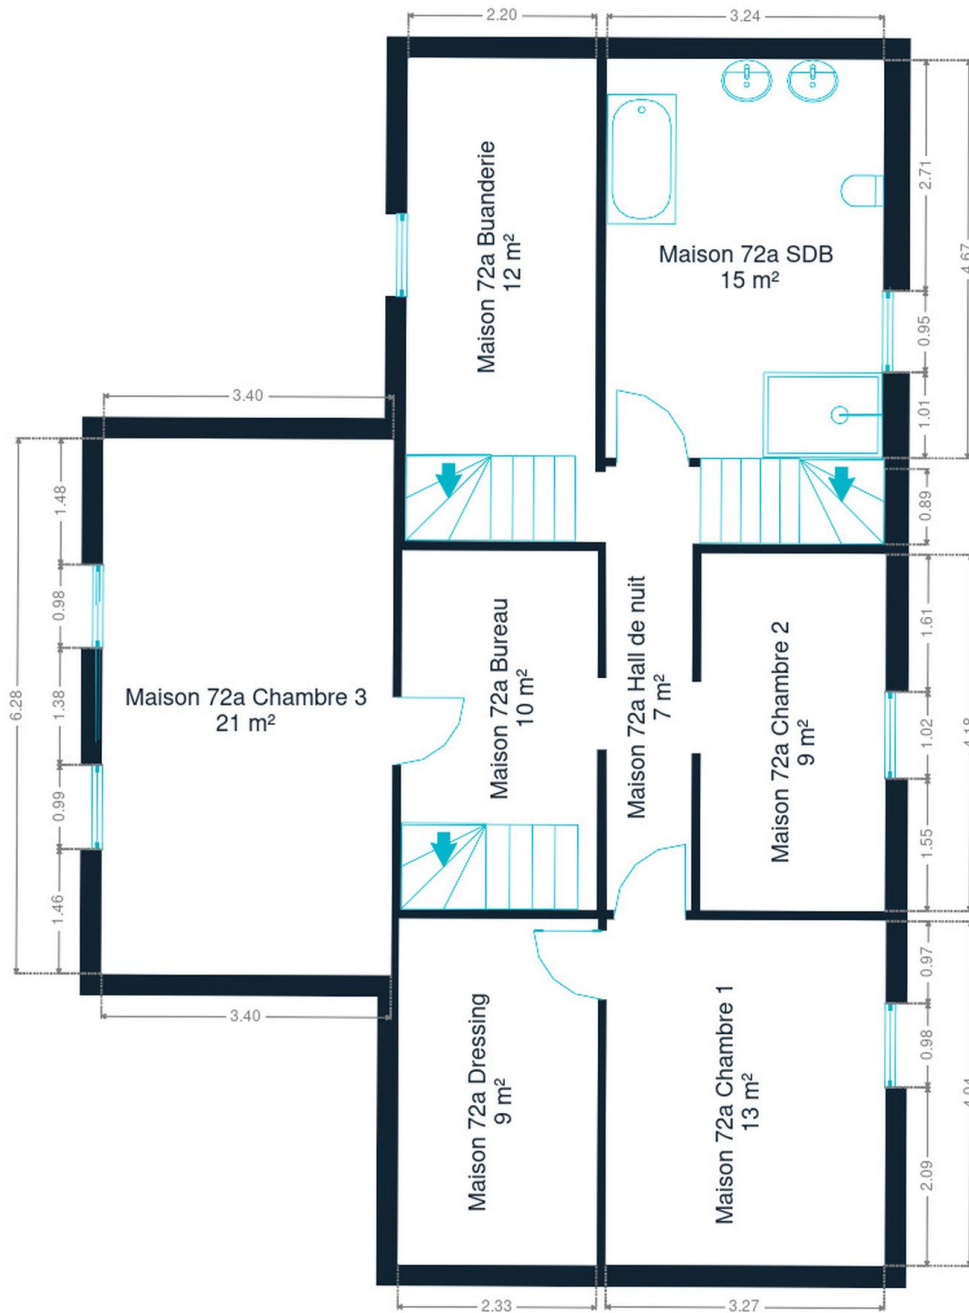 2.20
3.24
2.71
4.67
Maison 72a Buanderie
12 m²
Maison 72a SDB
15 m²
0.95
1.01
3.40
0.89
1.48
0.98
6.28
1.38
0.99
1.46
Maison 72a Chambre 3
21 m²
Maison 72a Bureau
10 m²
Maison 72a Hall de nuit
7 m²
Maison 72a Chambre 2
9 m²
1.61
1.02
4.18
1.55
3.40
Maison 72a Dressing
9 m²
Maison 72a Chambre 1
13 m²
0.97
0.98
2.09
2.33
3.27